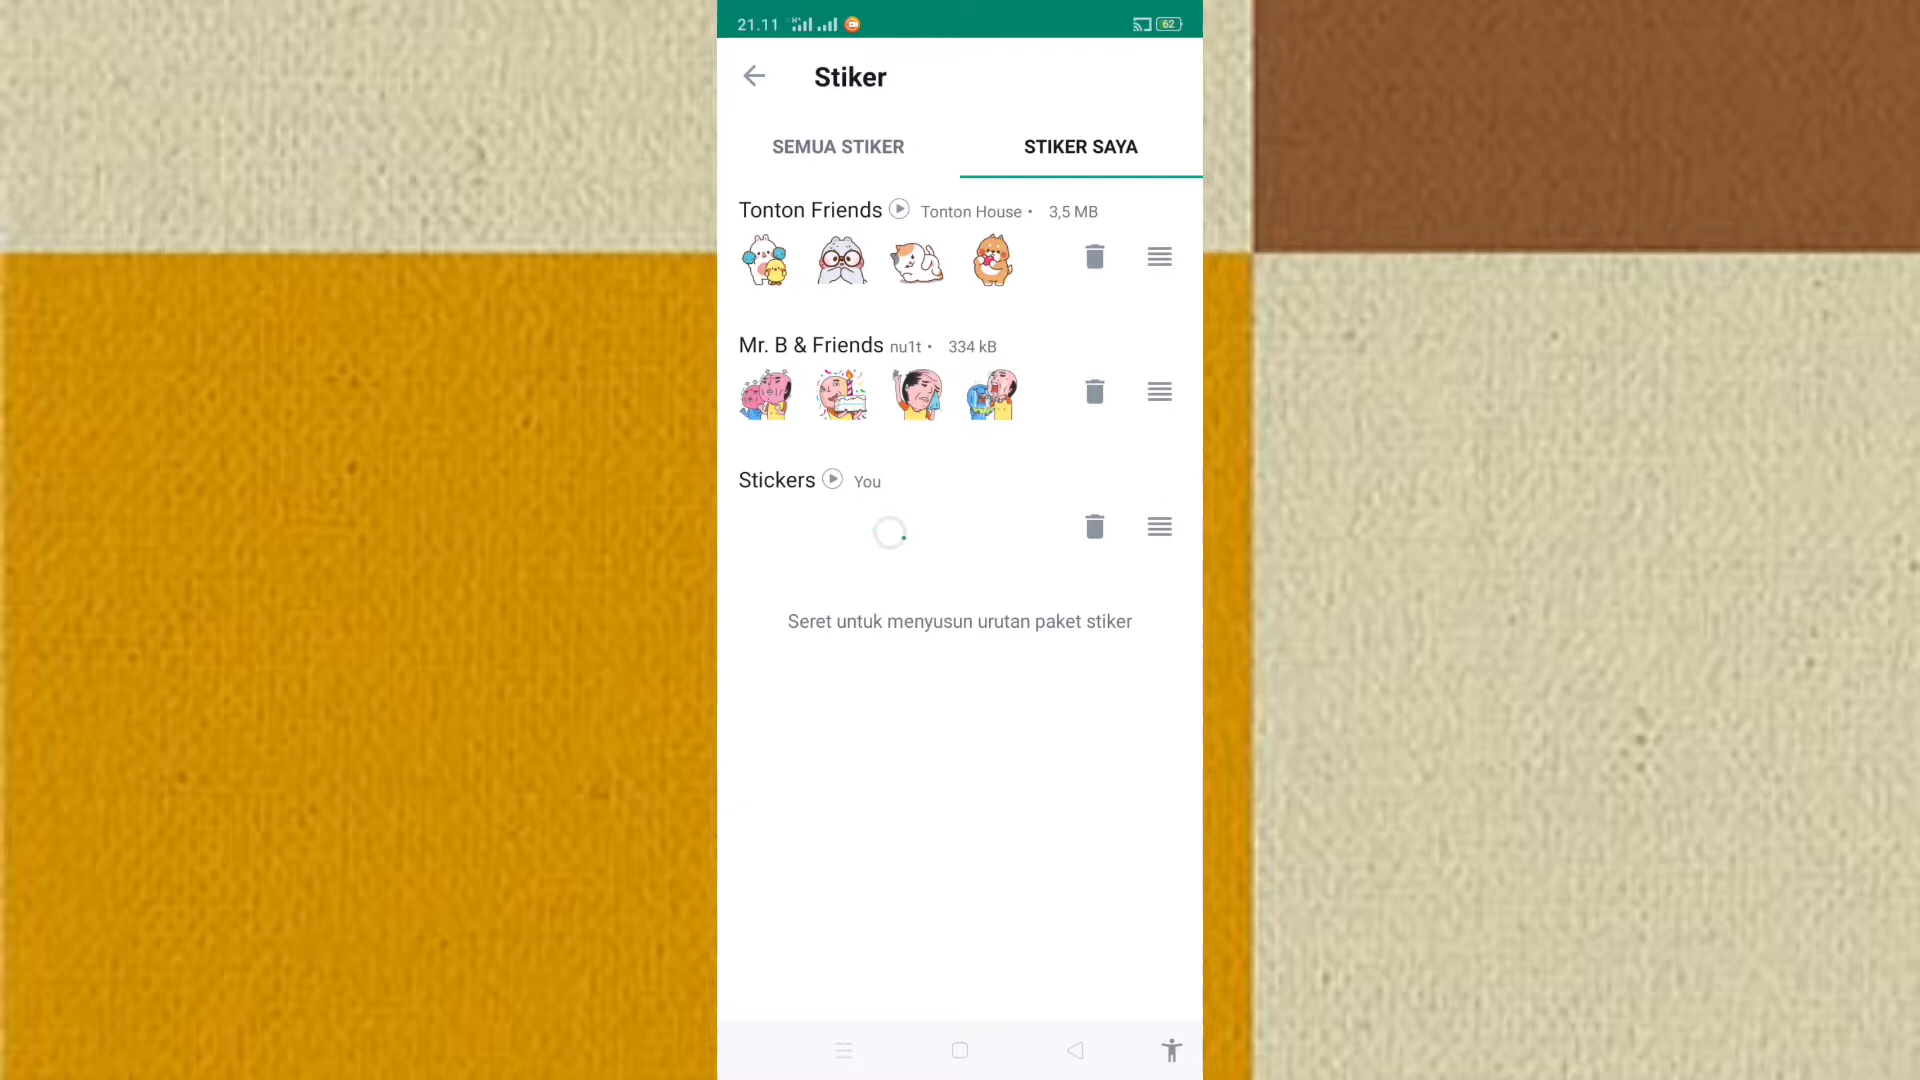 21.11
62
Stiker
SEMUA STIKER
STIKER SAYA
Tonton Friends Tonton House • 3,5 MB
Mr. B & Friends nu1t • 334 kB
Stickers You
Seret untuk menyusun urutan paket stiker